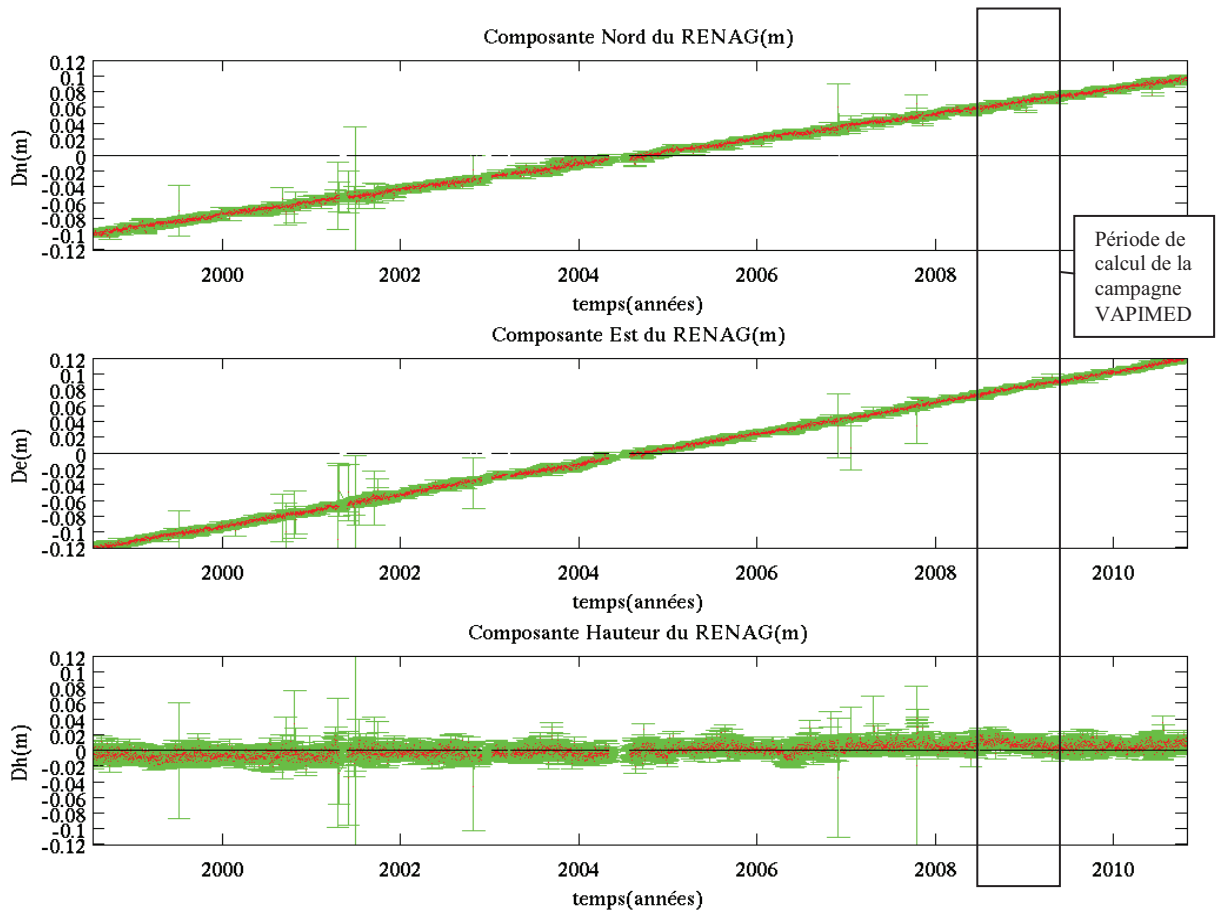 Composante Nord du RENAG(m)
0.12
0.1
0.08
0.06
0.04
0.02
0
-0.02
-0.04
-0.06
-0.08
-0.1
-0.12
Dn(m)
2000 2002 2004 2006 2008
temps(années)
Période de
calcul de la
campagne
VAPIMED
Composante Est du RENAG(m)
0.12
0.1
0.08
0.06
0.04
0.02
0
-0.02
-0.04
-0.06
-0.08
-0.1
-0.12
De(m)
2000 2002 2004 2006 2008 2010
temps(années)
Composante Hauteur du RENAG(m)
0.12
0.1
0.08
0.06
0.04
0.02
0
-0.02
-0.04
-0.06
-0.08
-0.1
-0.12
Dh(m)
2000 2002 2004 2006 2008 2010
temps(années)